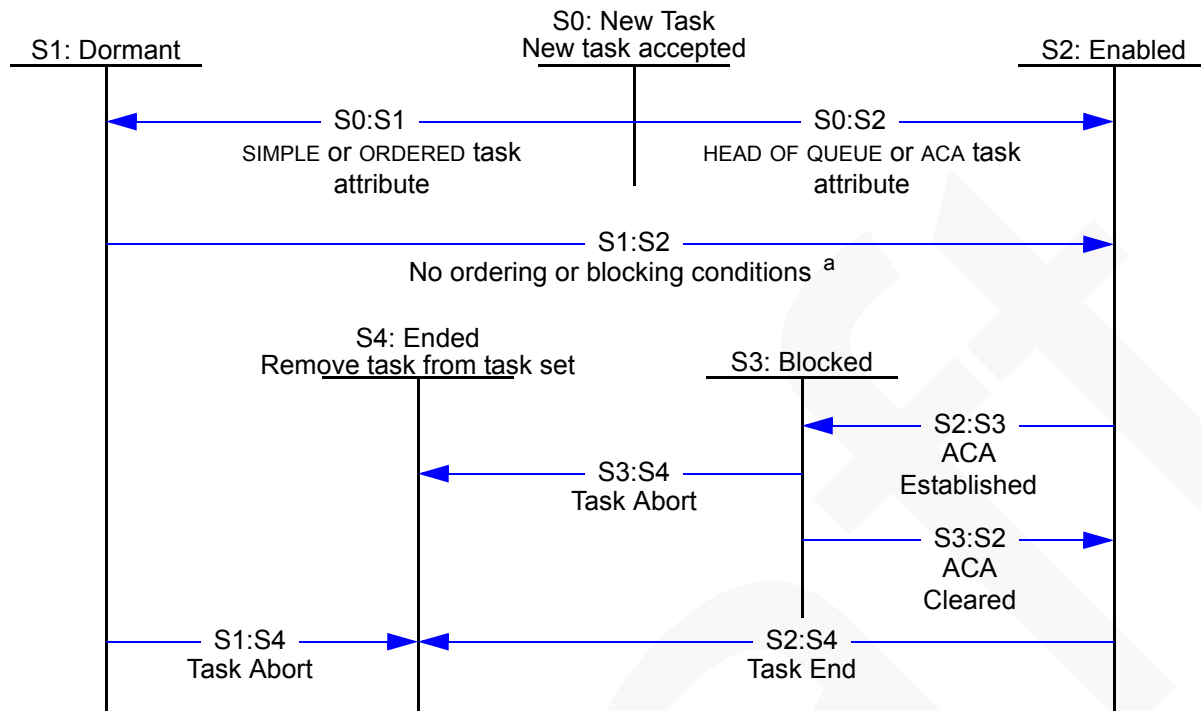 S0: New Task
New task accepted
S1: Dormant
S2: Enabled
S0:S1
SIMPLE or ORDERED task
attribute
S0:S2
HEAD OF QUEUE or ACA task
attribute
S1:S2
No ordering or blocking conditions a
S4: Ended
Remove task from task set
S3: Blocked
S2:S3
ACA
Established
S3:S4
Task Abort
S3:S2
ACA
Cleared
S1:S4
Task Abort
S2:S4
Task End